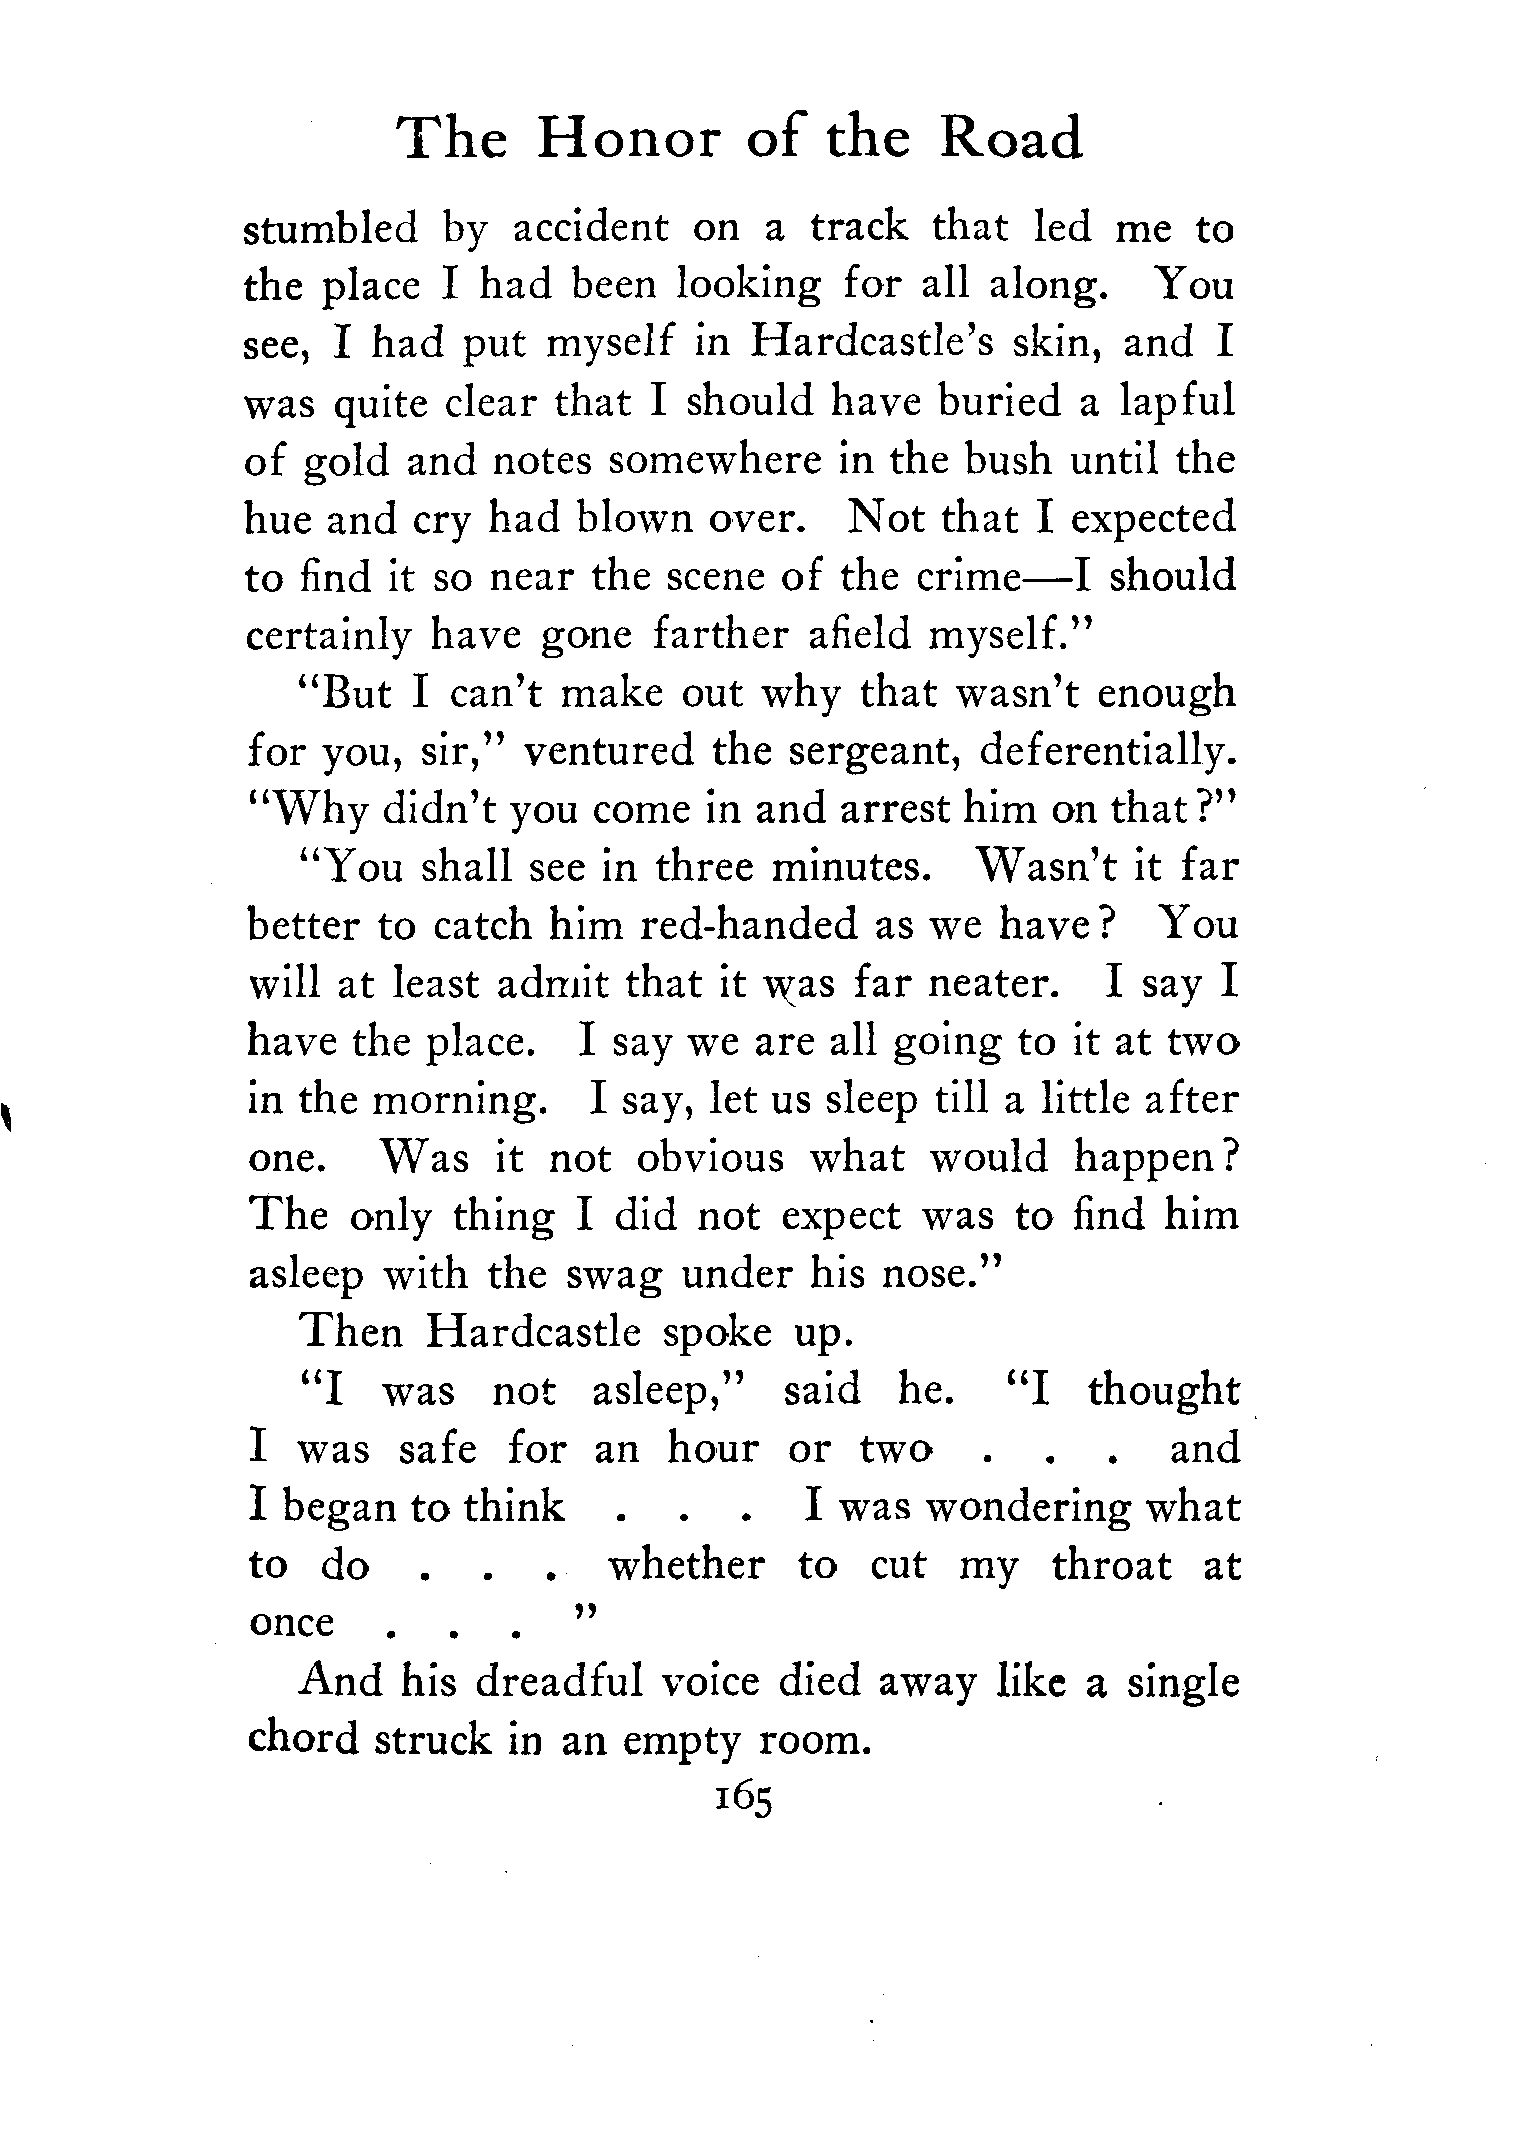 The Honor of the Road
stumbled by accident on a track that led me to
the place I had been looking for all along. You
see, I had put myself in Hardcastle's skin, and I
was quite clear that I should have buried a lapful
of gold and notes somewhere in the bush until the
hue and cry had blown over. Not that I expected
to find it so near the scene of the crime—I should
certainly have gone farther afield myself."
"But I can't make out why that wasn't enough
for you, sir," ventured the sergeant, deferentially.
"Why didn't you come in and arrest him on that?"
"You shall see in three minutes. Wasn't it far
better to catch him red-handed as we have? You
will at least admit that it was far neater. I say I
have the place. I say we are all going to it at two
in the morning. I say, let us sleep till a little after
one. Was it not obvious what would happen?
The only thing I did not expect was to find him
asleep with the swag under his nose."
Then Hardcastle spoke up.
"I was not asleep," said he. "I thought
I was safe for an hour or two . . . and
I began to think . . . I was wondering what
to do . . . whether to cut my throat at
once . . . "
And his dreadful voice died away like a single
chord struck in an empty room.
165